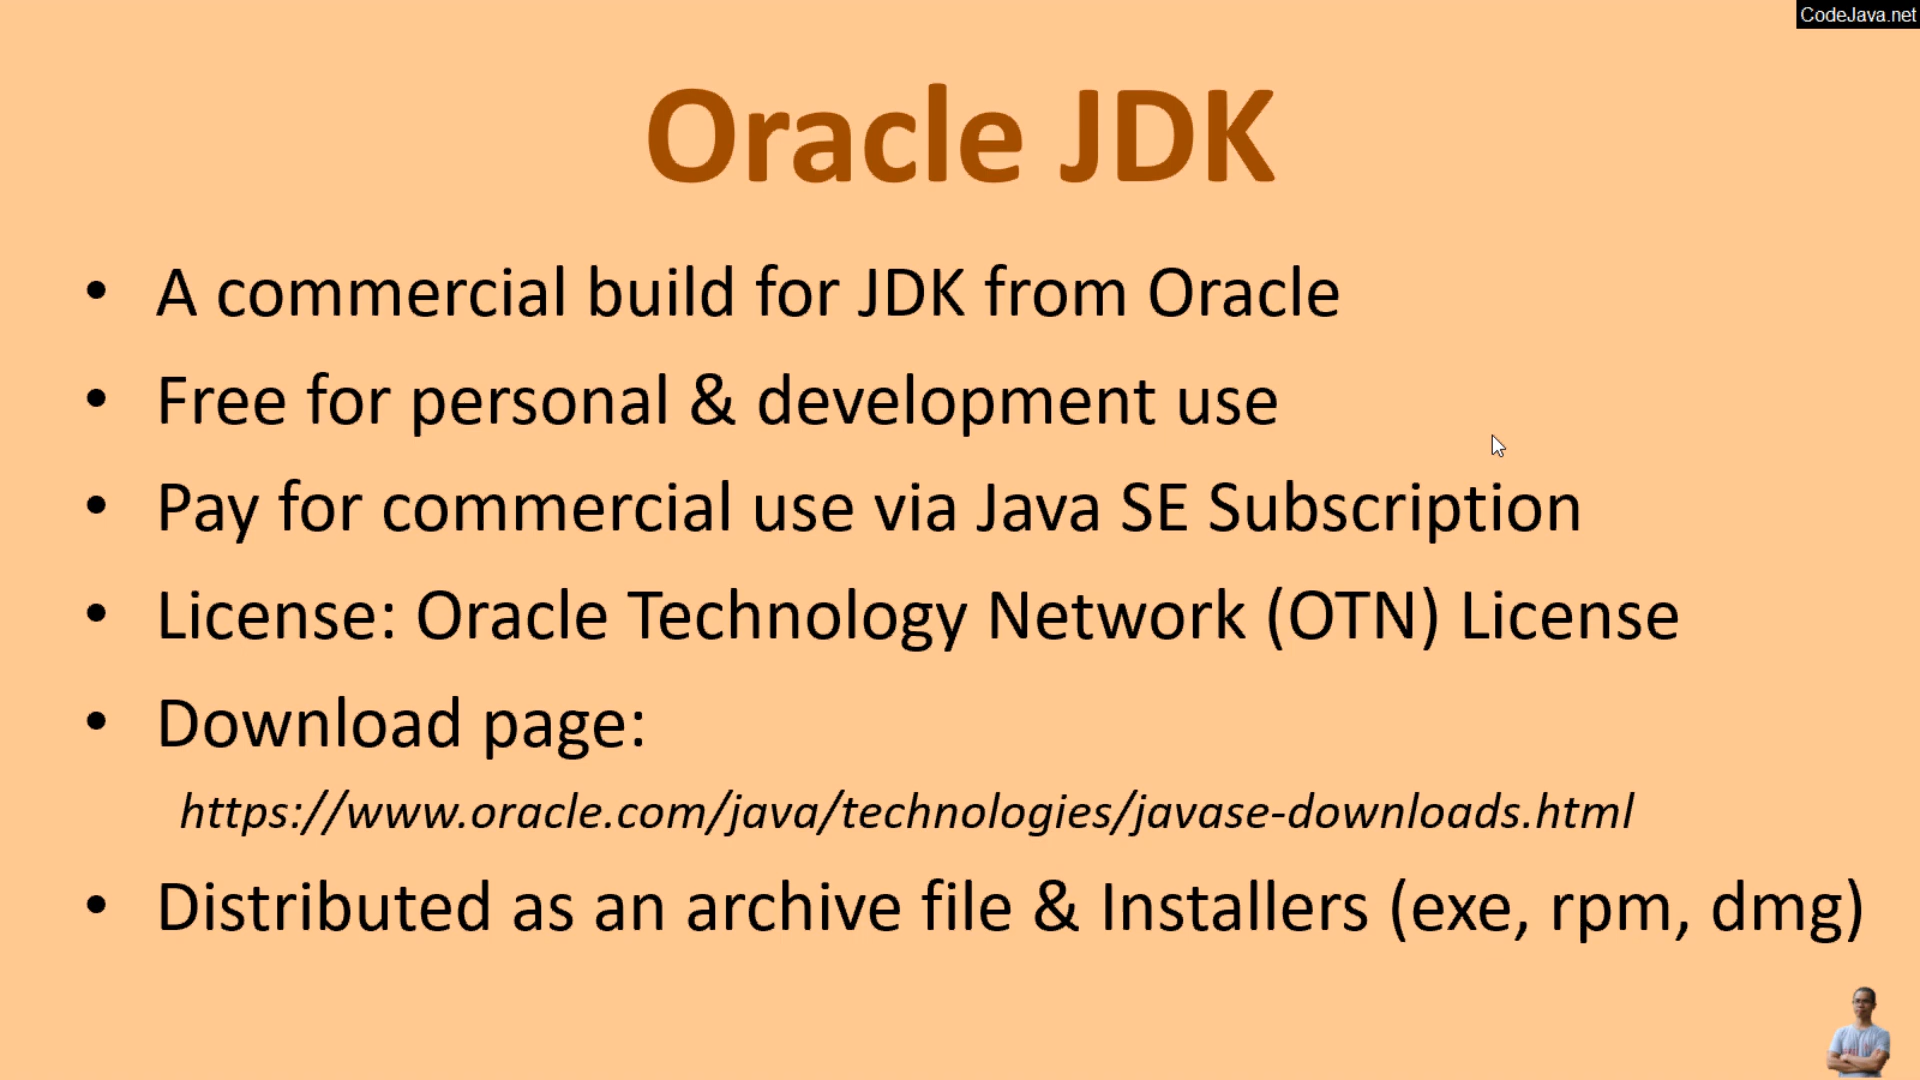 CodeJava.net
Oracle JDK
• A commercial build for JDK from Oracle
• Free for personal & development use
• Pay for commercial use via Java SE Subscription
• License: Oracle Technology Network (OTN) License
• Download page:
https://www.oracle.com/java/technologies/javase-downloads.html
• Distributed as an archive file & Installers (exe, rpm, dmg)